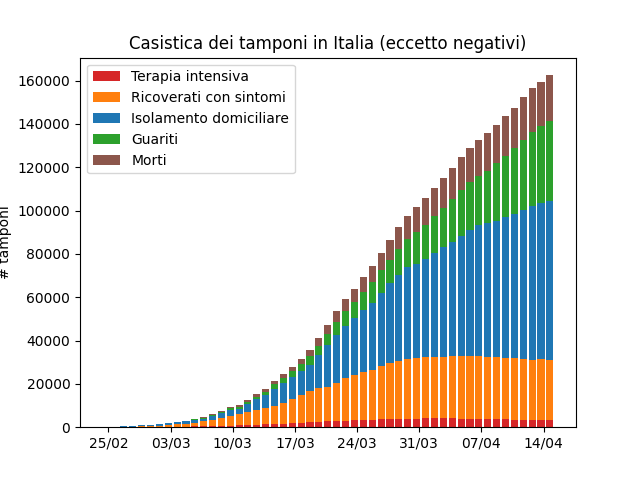 Casistica dei tamponi in Italia (eccetto negativi)
Terapia intensiva
Ricoverati con sintomi
Isolamento domiciliare
Guariti
Morti
# tamponi
160000
140000
120000
100000
80000
60000
40000
20000
0
25/02 03/03 10/03 17/03 24/03 31/03 07/04 14/04